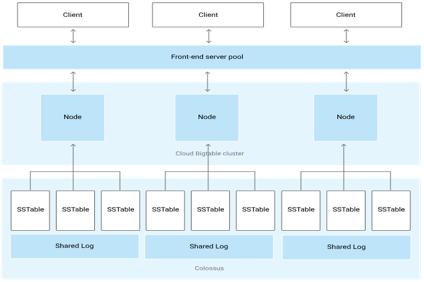 Client Client Client
Front-end server pool
Node Node Node
Cloud Bigtable cluster
SSTable SSTable SSTable SSTable SSTable SSTable SSTable SSTable SSTable
Shared Log Shared Log Shared Log
Colossus